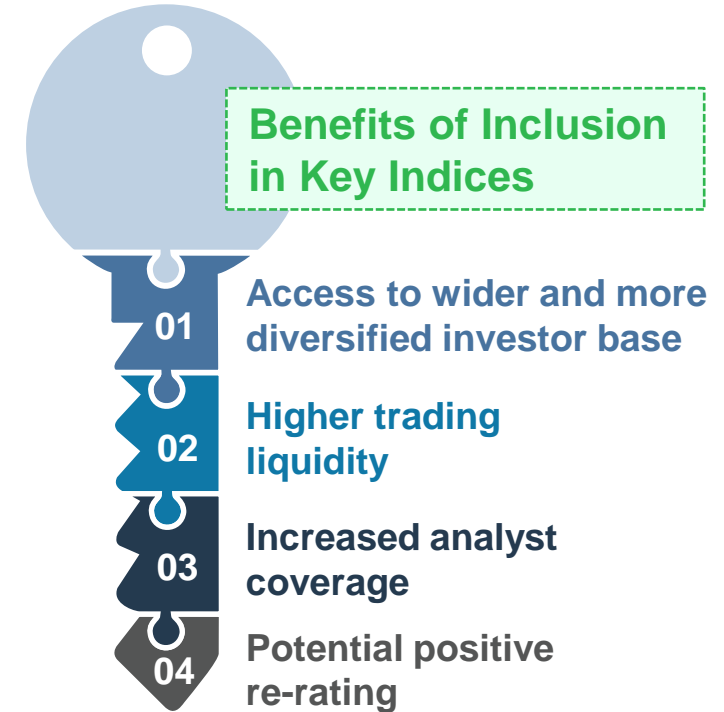 Benefits of Inclusion
in Key Indices
01
Access to wider and more
diversified investor base
02
Higher trading
liquidity
03
Increased analyst
coverage
04
Potential positive
re-rating